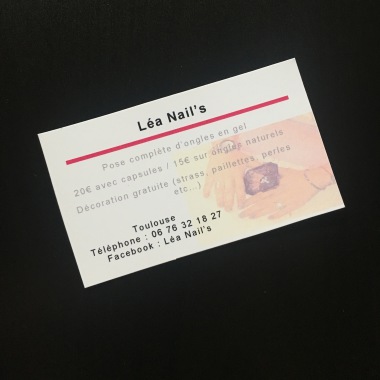 Léa Nail's
Pose complète d'ongles en gel
20€ avec capsules / 15€ sur ongles naturels
Décoration gratuite (strass, paillettes, perles
etc...)
Toulouse
Téléphone : 06 76 32 18 27
Facebook : Léa Nail's